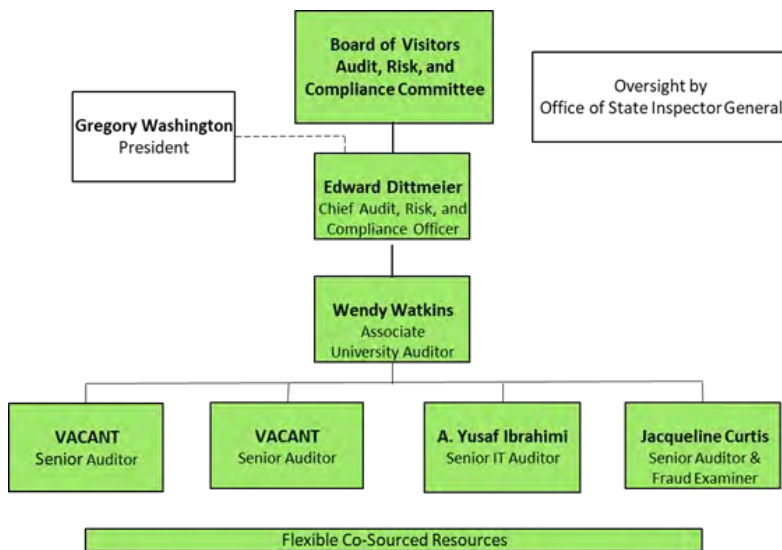 Board of Visitors
Audit, Risk, and
Compliance Committee
Oversight by
Office of State Inspector General
Gregory Washington
President
Edward Dittmeier
Chief Audit, Risk, and
Compliance Officer
Wendy Watkins
Associate
University Auditor
VACANT
Senior Auditor
VACANT
Senior Auditor
A. Yusaf Ibrahimi
Senior IT Auditor
Jacqueline Curtis
Senior Auditor &
Fraud Examiner
Flexible Co-Sourced Resources